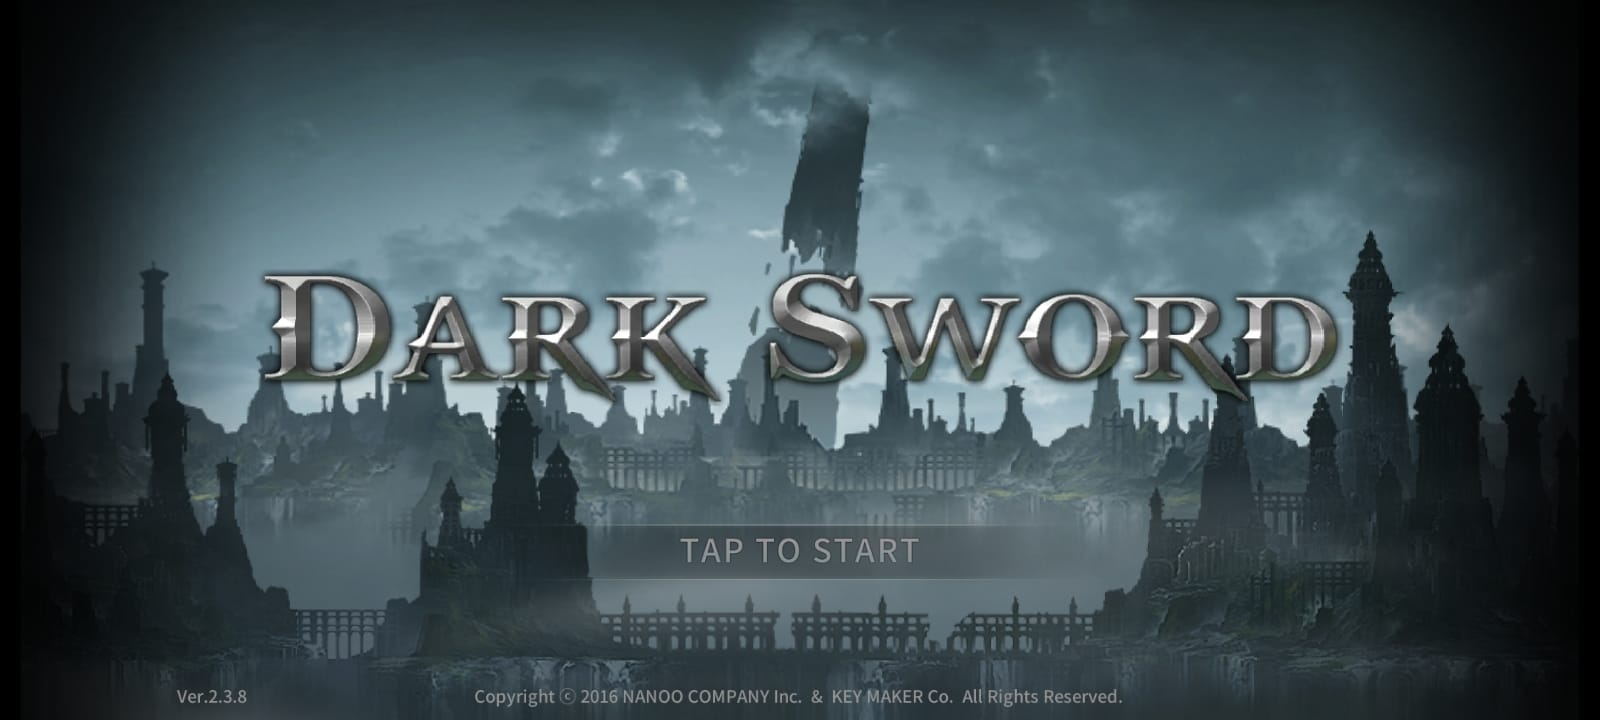 DARK SWORD
TAP TO START
Ver.2.3.8
Copyright ⓒ 2016 NANOO COMPANY Inc. & KEY MAKER Co. All Rights Reserved.